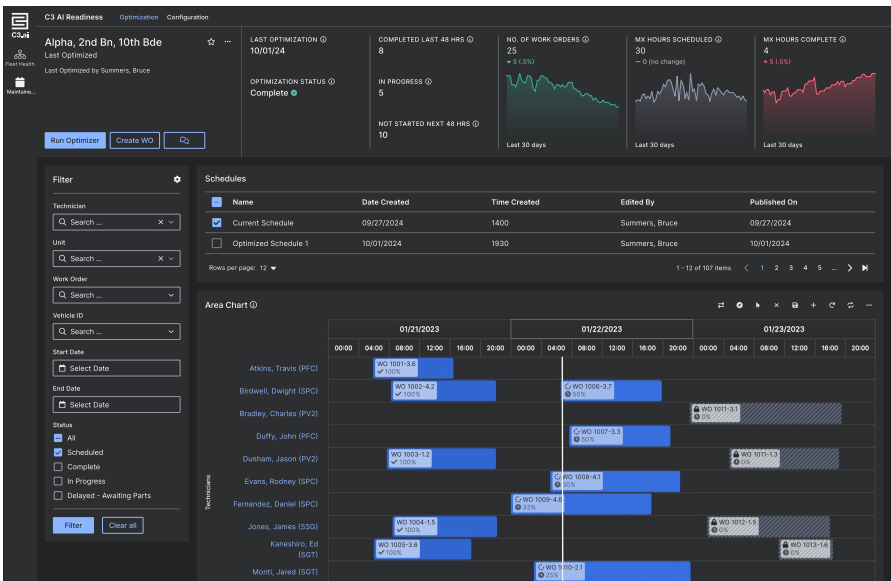 C3.ai
Fleet Health
Maintaine...
C3 AI Readiness Optimization Configuration
Alpha, 2nd Bn, 10th Bde
Last Optimized
Last Optimized by Summers, Bruce
Run Optimizer Create WO
LAST OPTIMIZATION
10/01/24
OPTIMIZATION STATUS
Complete
COMPLETED LAST 48 HRS
8
IN PROGRESS
5
NOT STARTED NEXT 48 HRS
10
NO. OF WORK ORDERS
25
5 (.5%)
Last 30 days
MX HOURS SCHEDULED
30
— 0 (no change)
Last 30 days
MX HOURS COMPLETE
4
5 (.5%)
Last 30 days
Filter
Technician
Search ...
Unit
Search ...
Work Order
Search ...
Vehicle ID
Search ...
Start Date
Select Date
End Date
Select Date
Status
All
Scheduled
Complete
In Progress
Delayed - Awaiting Parts
Filter Clear all
Schedules
Name Date Created Time Created Edited By Published On
Current Schedule 09/27/2024 1400 Summers, Bruce 09/27/2024
Optimized Schedule 1 10/01/2024 1930 Summers, Bruce 10/01/2024
Rows per page: 12 1 - 12 of 107 items 1 2 3 4 5 ...
Area Chart
01/21/2023 01/22/2023 01/23/2023
00:00 04:00 08:00 12:00 16:00 20:00 00:00 04:00 08:00 12:00 16:00 20:00 00:00 04:00 08:00 12:00 16:00 20:00
Technicians
Atkins, Travis (PFC) WO 1001-3.6
100%
Birdwell, Dwight (SPC) WO 1002-4.2 WO 1006-3.7
100% 50%
Bradley, Charles (PV2) WO 1011-3.1
0%
Duffy, John (PFC) WO 1007-3.3
50%
Dunham, Jason (PV2) WO 1003-1.2 WO 1011-1.3
100% 0%
Evans, Rodney (SPC) WO 1008-4.1
30%
Fernandez, Daniel (SPC) WO 1009-4.6
33%
Jones, James (SSG) WO 1004-1.5 WO 1012-1.5
100% 0%
Kaneshiro, Ed WO 1005-3.6 WO 1013-1.6
(SGT) 100% 0%
Monti, Jared (SGT) WO 1010-2.1
25%